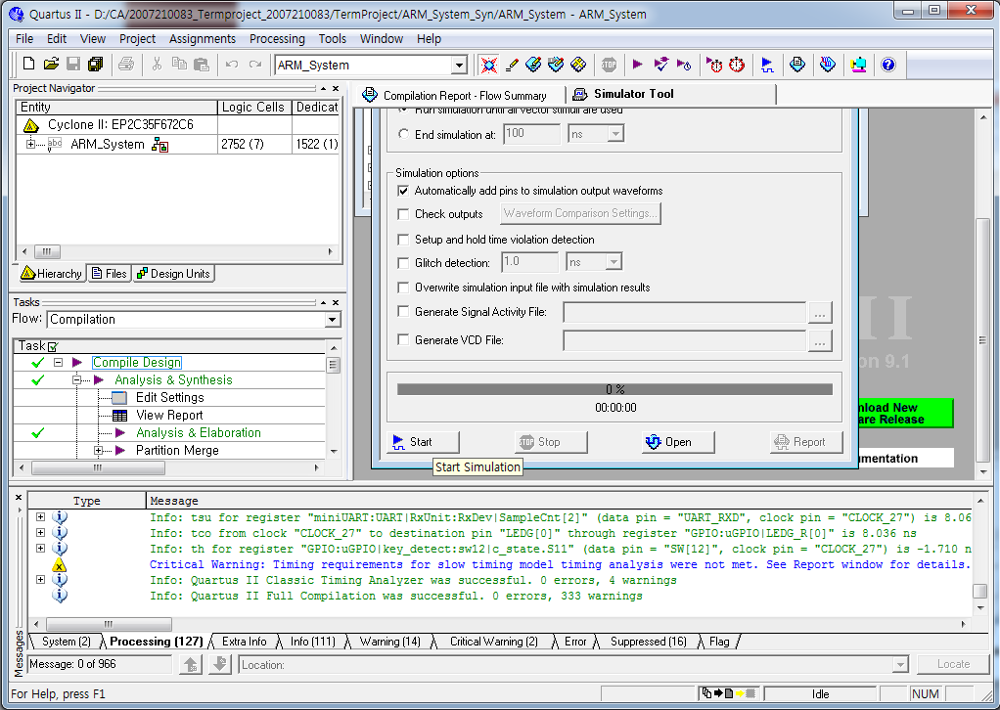 Quartus II - D:/CA/2007210083_Termproject_2007210083/TermProject/ARM_System_Syn/ARM_System - ARM_System
File Edit View Project Assignments Processing Tools Window Help
ARM_System
STOP
Project Navigator
Compilation Report - Flow Summary
Simulator Tool
Entity Logic Cells Dedicat
Cyclone II: EP2C35F672C6
abc ARM_System 2752 (7) 1522 (1)
Hierarchy Files Design Units
Run simulation until all vector stimuli are used
End simulation at: 100 ns
Simulation options
Automatically add pins to simulation output waveforms
Check outputs Waveform Comparison Settings...
Setup and hold time violation detection
Glitch detection: 1.0 ns
Overwrite simulation input file with simulation results
Generate Signal Activity File: ...
Generate VCD File: ...
0 %
00:00:00
Start Stop Open Report
Start Simulation
II
on 9.1
nload New
are Release
umentation
Tasks
Flow: Compilation
Task
Compile Design
Analysis & Synthesis
Edit Settings
View Report
Analysis & Elaboration
Partition Merge
Type Message
Info: tsu for register "miniUART:UART|RxUnit:RxDev|SampleCnt[2]" (data pin = "UART_RXD", clock pin = "CLOCK_27") is 8.06
Info: tco from clock "CLOCK_27" to destination pin "LEDG[0]" through register "GPIO:uGPIO|LEDG_R[0]" is 8.036 ns
Info: th for register "GPIO:uGPIO|key_detect:sw12|c_state.S11" (data pin = "SW[12]", clock pin = "CLOCK_27") is -1.710 n
Critical Warning: Timing requirements for slow timing model timing analysis were not met. See Report window for details.
Info: Quartus II Classic Timing Analyzer was successful. 0 errors, 4 warnings
Info: Quartus II Full Compilation was successful. 0 errors, 333 warnings
Messages
System (2) Processing (127) Extra Info Info (111) Warning (14) Critical Warning (2) Error Suppressed (16) Flag
Message: 0 of 966 Location: Locate
For Help, press F1 Idle NUM